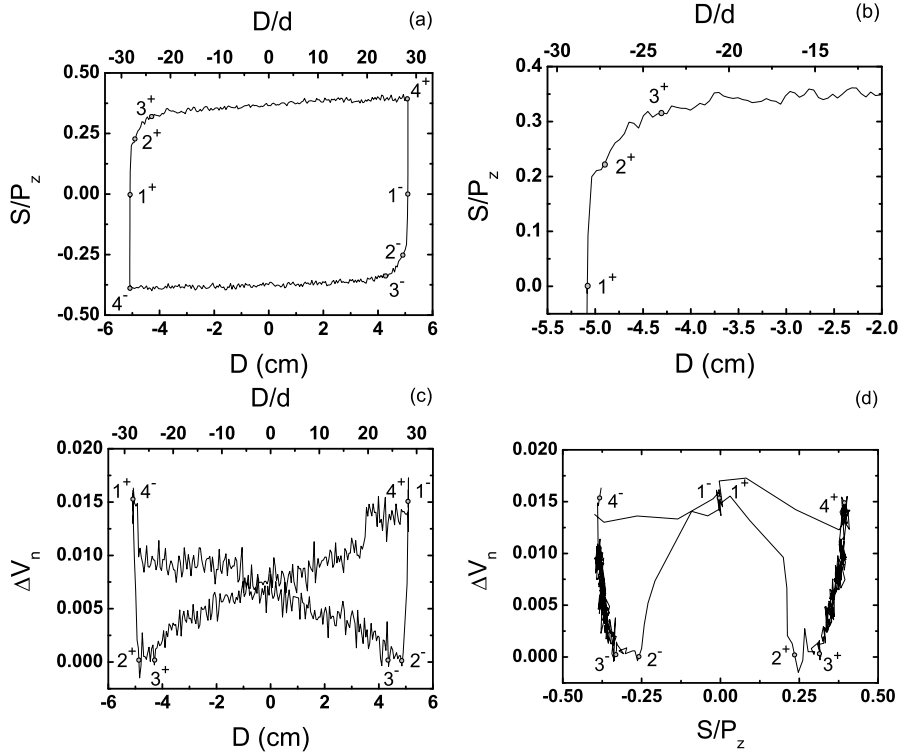 D/d
(a)
-30 -20 -10 0 10 20 30
0.50
0.25
0.00
-0.25
-0.50
S/Pz
3+
2+
1+
4-
4+
1-
2-
3-
-6 -4 -2 0 2 4 6
D (cm)
D/d
(b)
-30 -25 -20 -15
0.4
0.3
0.2
0.1
0.0
S/Pz
3+
2+
1+
-5.5 -5.0 -4.5 -4.0 -3.5 -3.0 -2.5 -2.0
D (cm)
D/d
(c)
-30 -20 -10 0 10 20 30
0.020
0.015
0.010
0.005
0.000
ΔVn
1+ 4-
4+ 1-
2+
3+
3-
2-
-6 -4 -2 0 2 4 6
D (cm)
(d)
0.020
0.015
0.010
0.005
0.000
ΔVn
4-
1- 1+
4+
3- 2-
2+ 3+
-0.50 -0.25 0.00 0.25 0.50
S/Pz